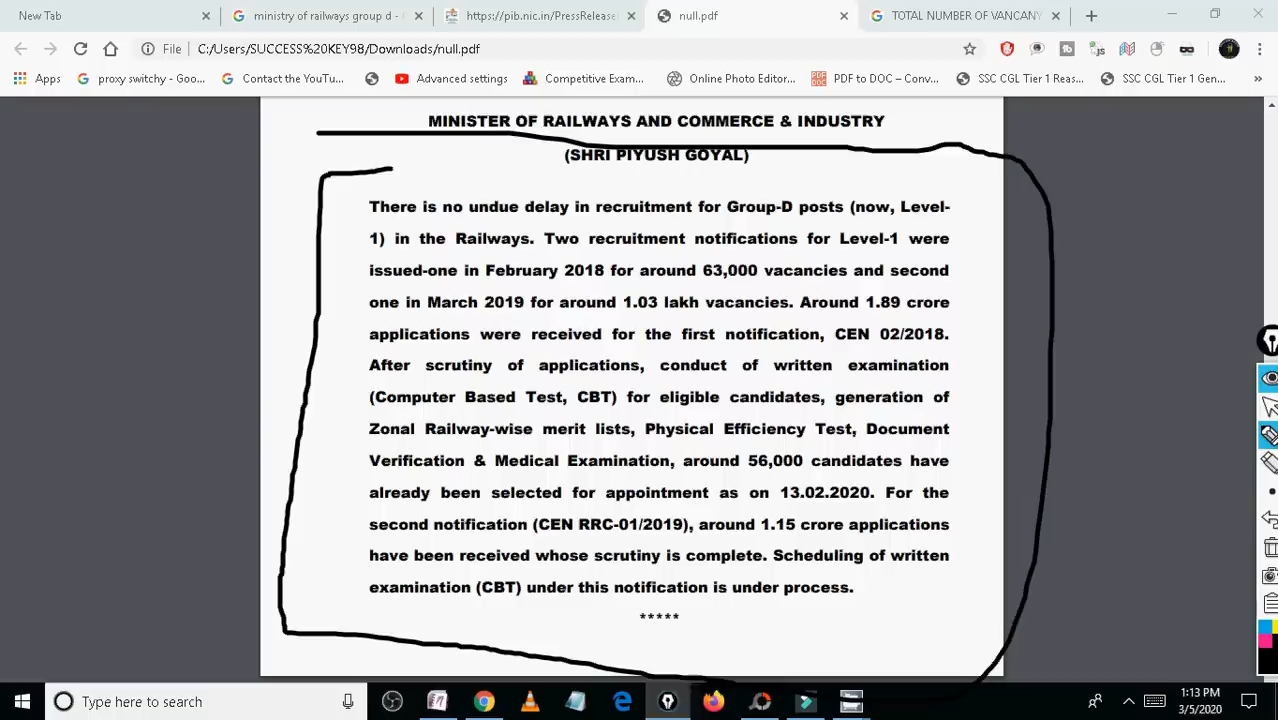 New Tab
ministry of railways group d -
https://pib.nic.in/PressRelease
null.pdf
TOTAL NUMBER OF VANCANY
File
C:/Users/SUCCESS%20KEY98/Downloads/null.pdf
Apps
proxy switchy - Goo...
Contact the YouTu...
Advanced settings
Competitive Exam...
Online Photo Editor...
PDF to DOC – Conv...
SSC CGL Tier 1 Reas...
SSC CGL Tier 1 Gen...
MINISTER OF RAILWAYS AND COMMERCE & INDUSTRY
(SHRI PIYUSH GOYAL)
There is no undue delay in recruitment for Group-D posts (now, Level-
1) in the Railways. Two recruitment notifications for Level-1 were
issued-one in February 2018 for around 63,000 vacancies and second
one in March 2019 for around 1.03 lakh vacancies. Around 1.89 crore
applications were received for the first notification, CEN 02/2018.
After scrutiny of applications, conduct of written examination
(Computer Based Test, CBT) for eligible candidates, generation of
Zonal Railway-wise merit lists, Physical Efficiency Test, Document
Verification & Medical Examination, around 56,000 candidates have
already been selected for appointment as on 13.02.2020. For the
second notification (CEN RRC-01/2019), around 1.15 crore applications
have been received whose scrutiny is complete. Scheduling of written
examination (CBT) under this notification is under process.
*****
Type here to search
1:13 PM
3/5/2020